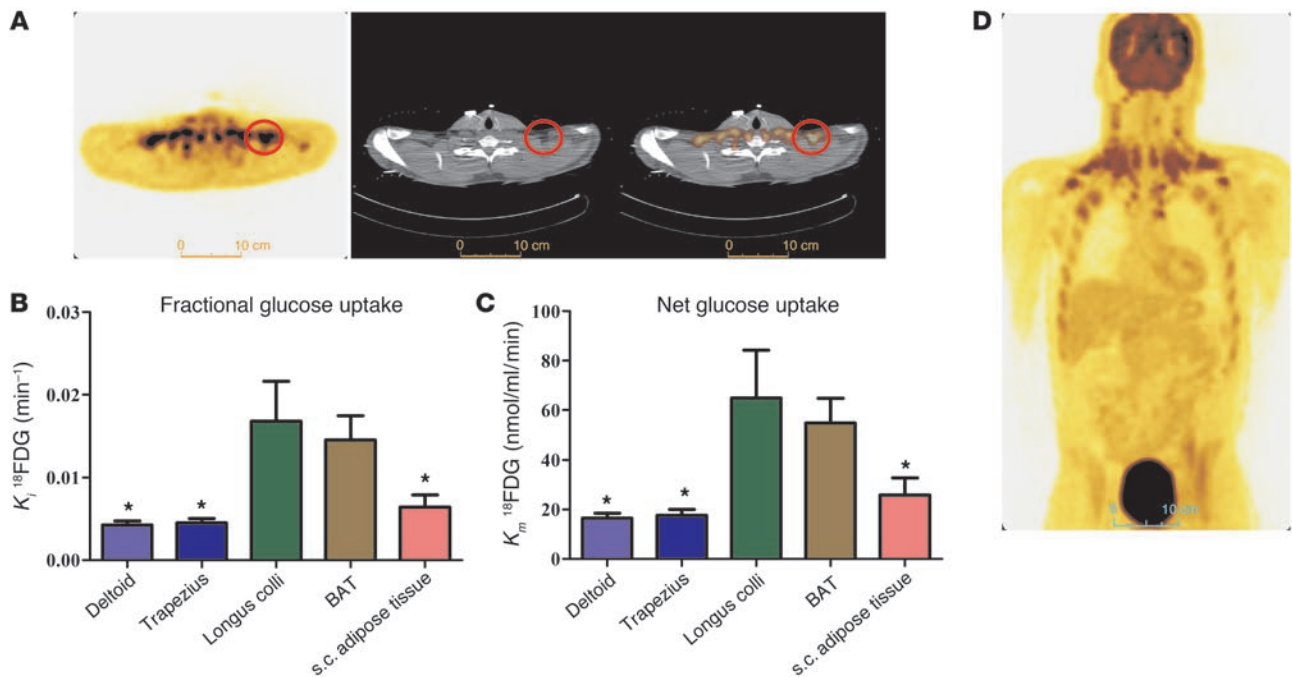 A
D
0 10 cm
0 10 cm
0 10 cm
B
Fractional glucose uptake
0.03
0.02
0.01
0.00
Kᵢ ¹⁸FDG (min⁻¹)
Deltoid
Trapezius
Longus colli
BAT
s.c. adipose tissue
* * *
C
Net glucose uptake
100
80
60
40
20
0
Kₘ ¹⁸FDG (nmol/ml/min)
Deltoid
Trapezius
Longus colli
BAT
s.c. adipose tissue
* * *
0 10 cm